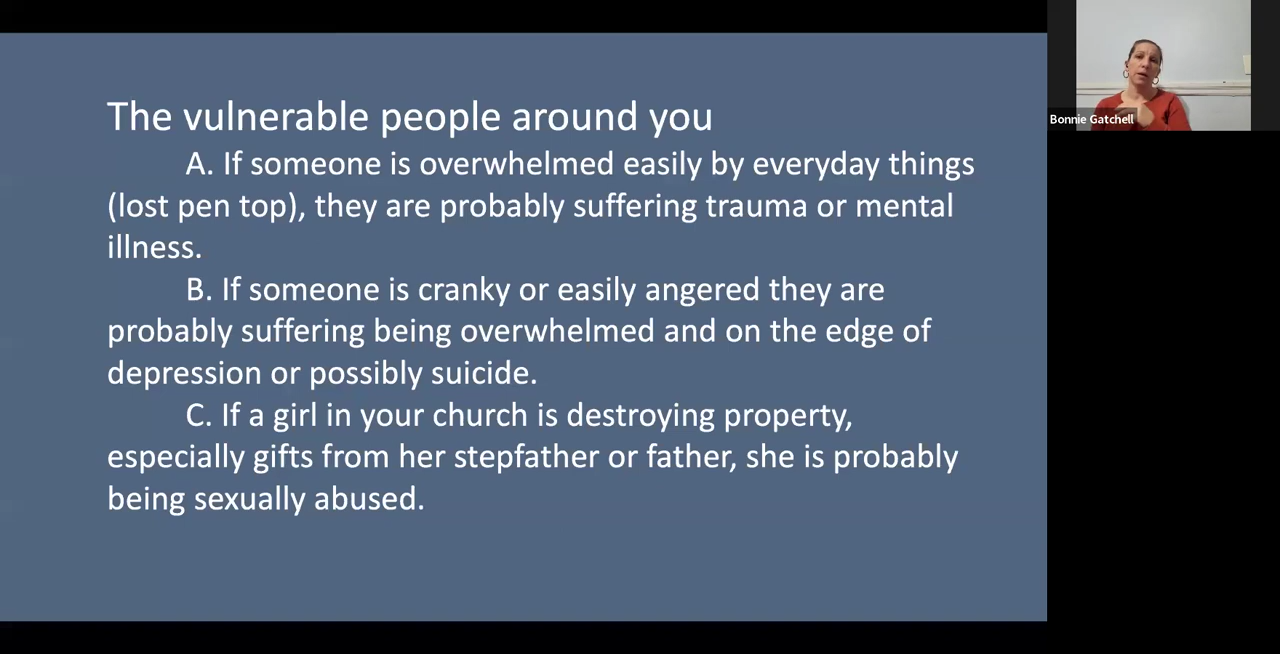 The vulnerable people around you
A. If someone is overwhelmed easily by everyday things
(lost pen top), they are probably suffering trauma or mental
illness.
B. If someone is cranky or easily angered they are
probably suffering being overwhelmed and on the edge of
depression or possibly suicide.
C. If a girl in your church is destroying property,
especially gifts from her stepfather or father, she is probably
being sexually abused.
Bonnie Gatchell